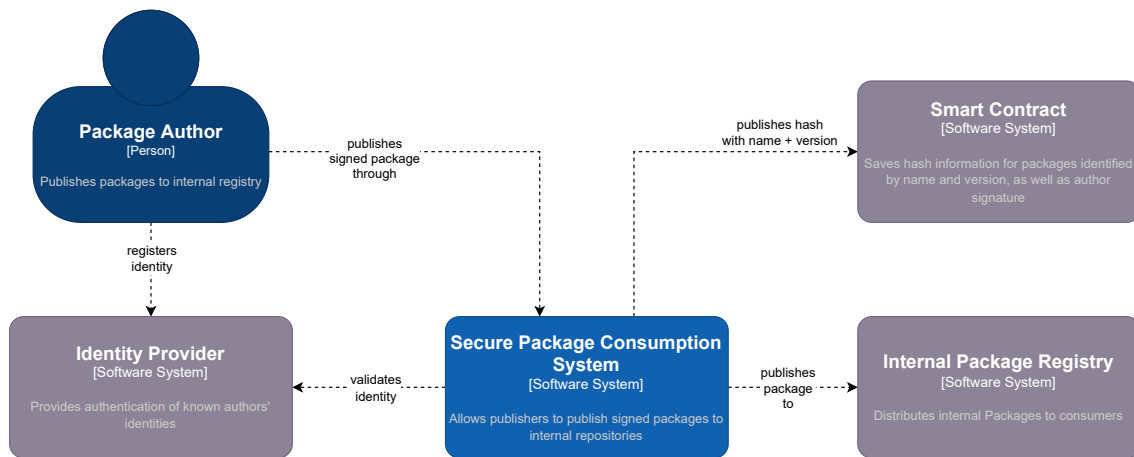 Package Author
[Person]
Publishes packages to internal registry
publishes
signed package
through
publishes hash
with name + version
Smart Contract
[Software System]
Saves hash information for packages identified
by name and version, as well as author
signature
registers
identity
Identity Provider
[Software System]
Provides authentication of known authors'
identities
validates
identity
Secure Package Consumption
System
[Software System]
Allows publishers to publish signed packages to
internal repositories
publishes
package
to
Internal Package Registry
[Software System]
Distributes internal Packages to consumers